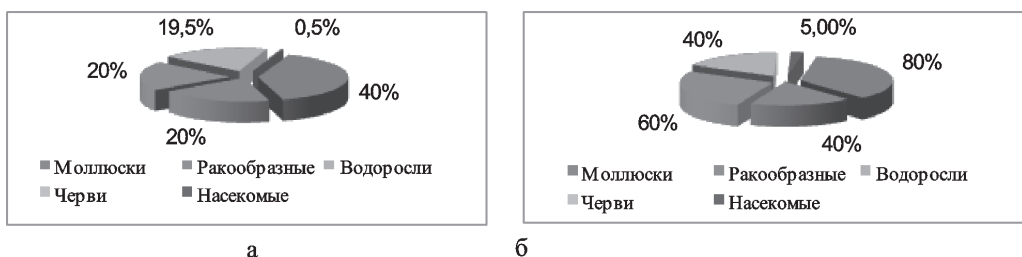 19,5% 0,5%
20% 40%
20%
Моллюски Ракообразные Водоросли
Черви Насекомые
а
40% 5,00% 80%
60% 40%
Моллюски Ракообразные Водоросли
Черви Насекомые
б